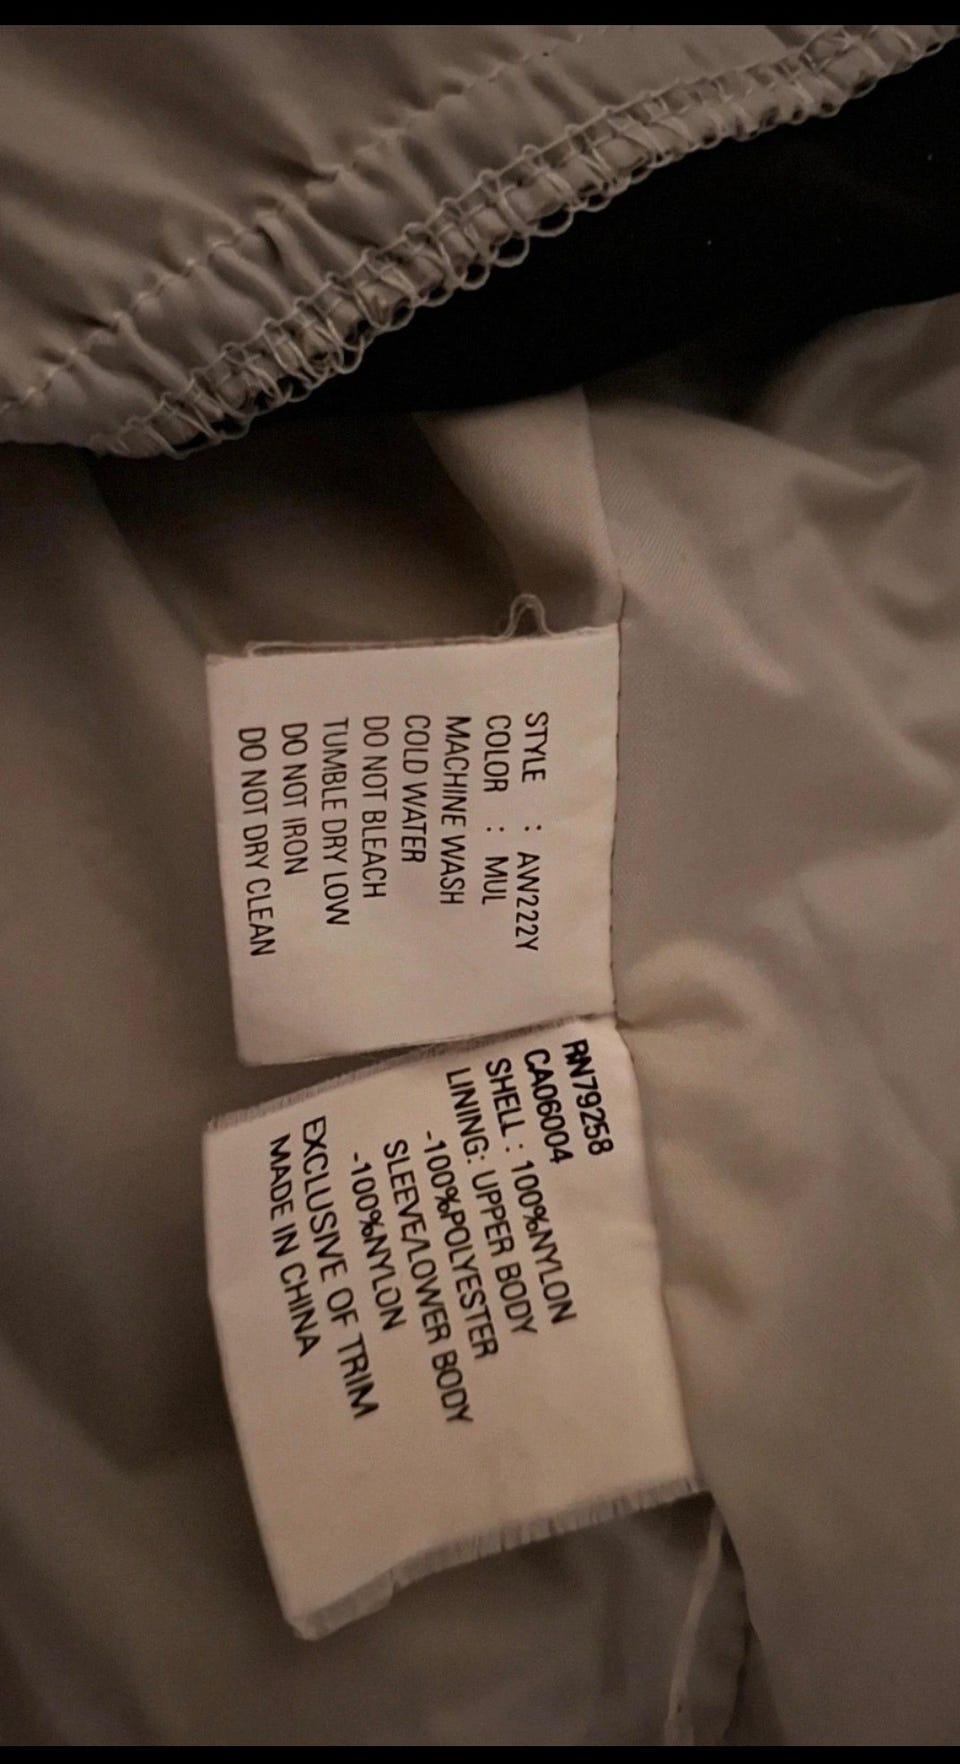 STYLE : AW222Y
COLOR : MUL
MACHINE WASH
COLD WATER
DO NOT BLEACH
TUMBLE DRY LOW
DO NOT IRON
DO NOT DRY CLEAN
RN79258
CA06004
SHELL : 100%NYLON
LINING: UPPER BODY
-100%POLYESTER
SLEEVE/LOWER BODY
-100%NYLON
EXCLUSIVE OF TRIM
MADE IN CHINA